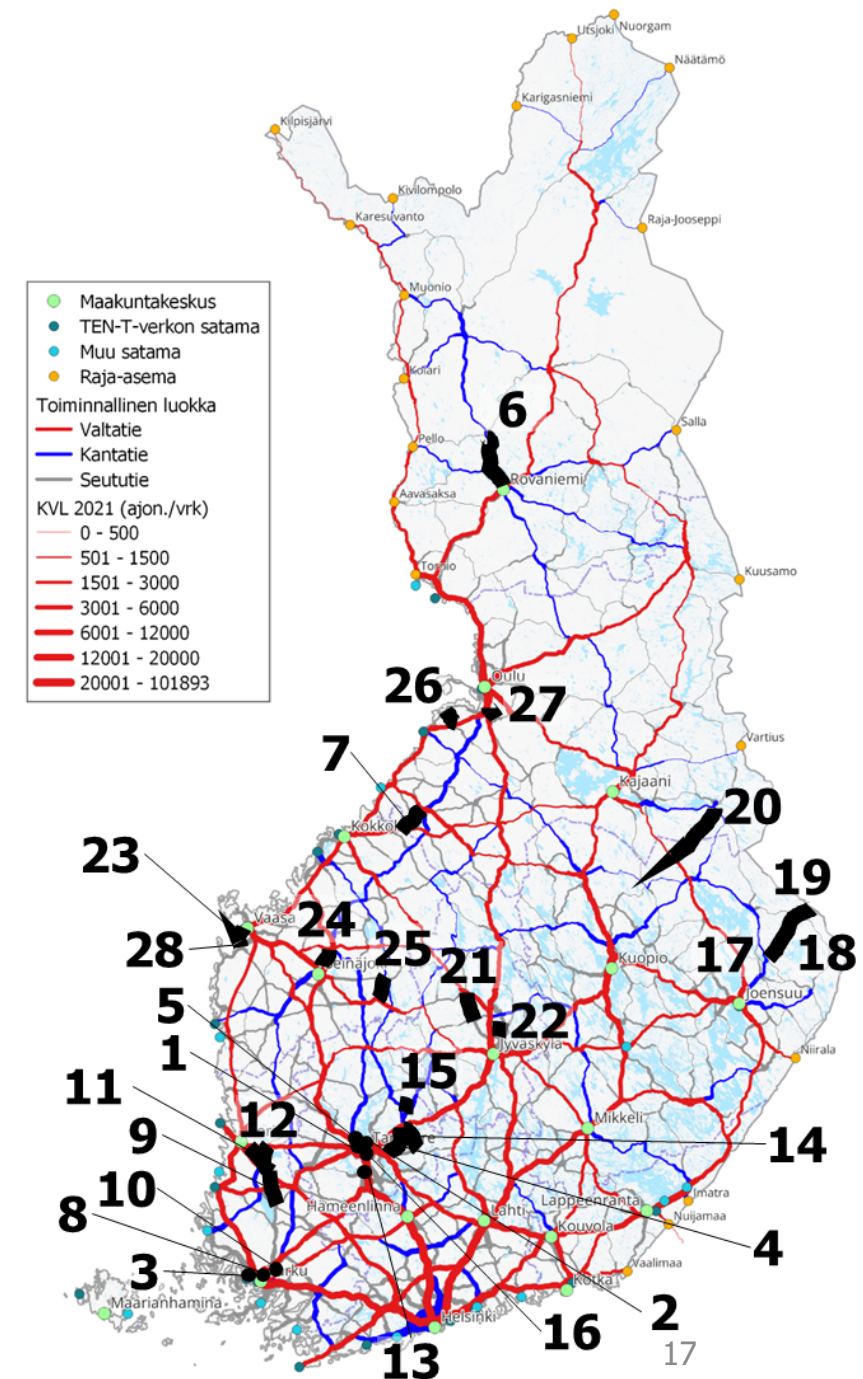 Nuorgam
Utsjoki
Näätämö
Karigasniemi
Kilpisjärvi
Kivilompolo
Karesuvanto
Raja-Jooseppi
Muonio
Maakuntakeskus
TEN-T-verkon satama
Muu satama
Raja-asema
Toiminnallinen luokka
Valtatie
Kantatie
Seututie
KVL 2021 (ajon./vrk)
0 - 500
501 - 1500
1501 - 3000
3001 - 6000
6001 - 12000
12001 - 20000
20001 - 101893
Kolari
6
Salla
Pello
Rovaniemi
Aavasaksa
Tornio
Kuusamo
Oulu
26
27
Vartius
7
Kajaani
20
23
19
Vaasa
24
28
25
21
17
18
Kuopio
Joensuu
5
22
Jyväskylä
1
Niirala
15
11
12
Mikkeli
14
9
10
Hämeenlinna
Lahti
Lappeenranta
Imatra
8
Kouvola
Nuijamaa
4
3
Vaalimaa
Kotka
Maarianhamina
Helsinki
2
16
13
17